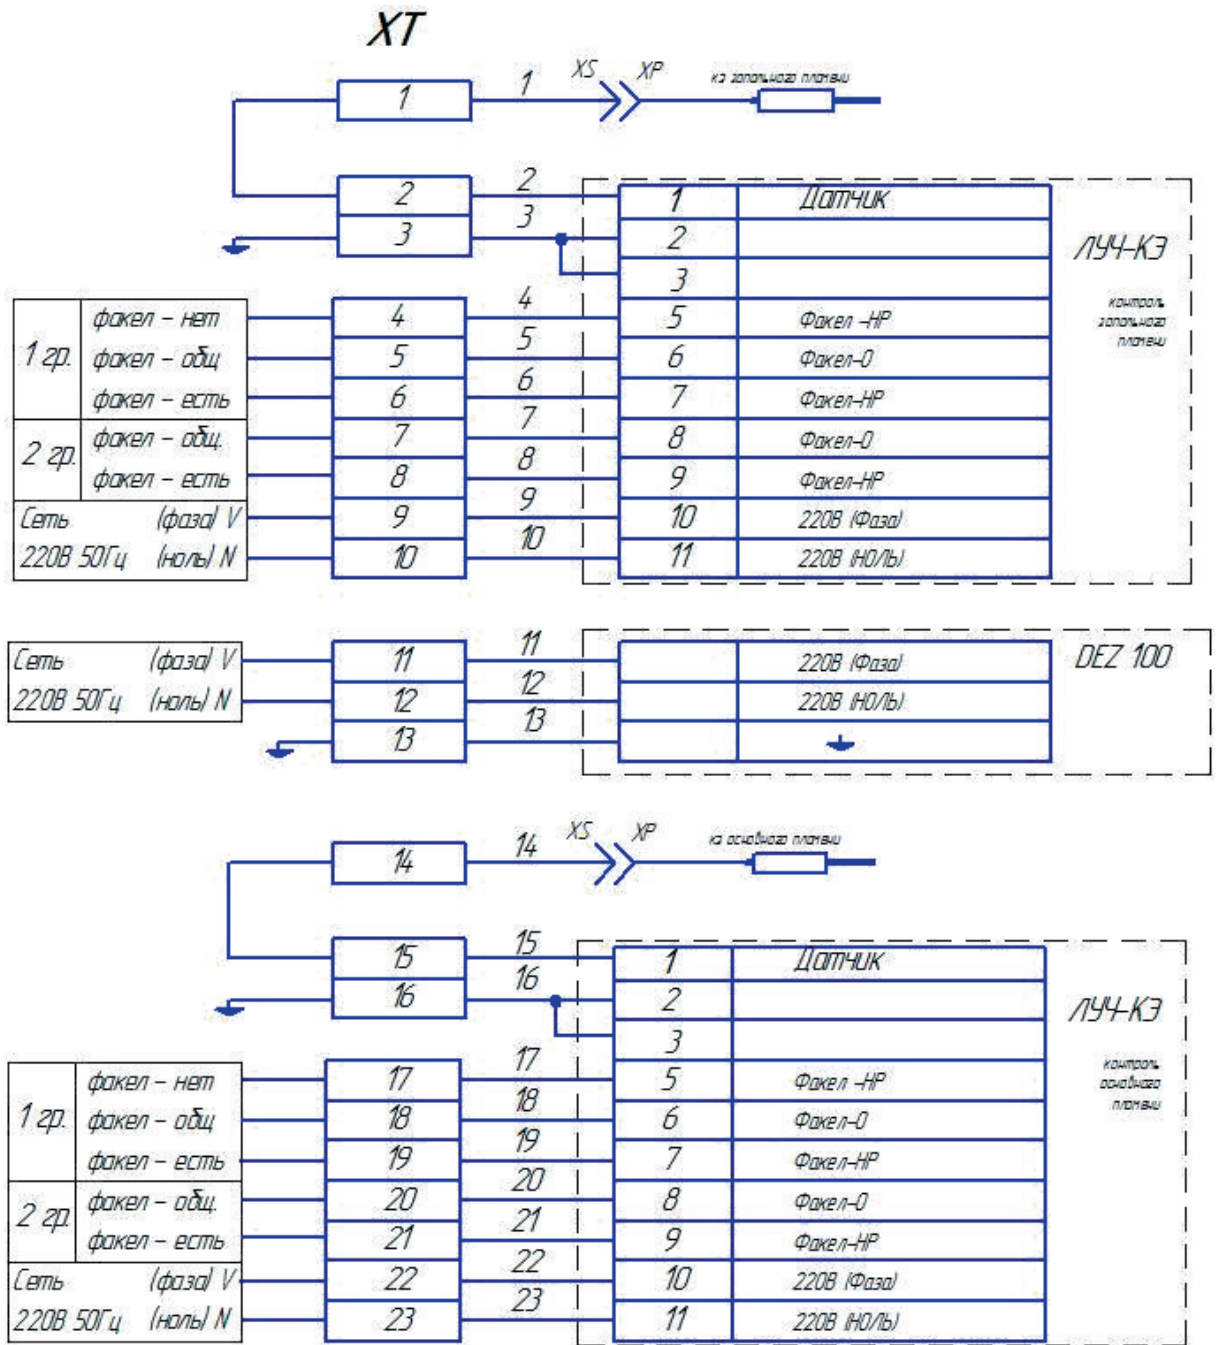 XT
1 1 XS XP кэ запального пламени
2 2 1 Датчик
3 3 2
ЛУЧ-КЭ
3
контроль
запального
пламени
1 гр. факел - нет 4 4 5 Факел -НР
факел - общ 5 5 6 Факел-О
факел - есть 6 6 7 Факел-НР
2 гр. факел - общ. 7 7 8 Факел-О
факел - есть 8 8 9 Факел-НР
Сеть (фаза) V 9 9 10 220В (Фаза)
220В 50Гц (ноль) N 10 10 11 220В (НОЛЬ)
Сеть (фаза) V 11 11 220В (Фаза) DEZ 100
220В 50Гц (ноль) N 12 12 220В (НОЛЬ)
13 13
14 14 XS XP кэ основного пламени
15 15 1 Датчик
16 16 2
ЛУЧ-КЭ
3
контроль
основного
пламени
1 гр. факел - нет 17 17 5 Факел -НР
факел - общ 18 18 6 Факел-О
факел - есть 19 19 7 Факел-НР
2 гр. факел - общ. 20 20 8 Факел-О
факел - есть 21 21 9 Факел-НР
Сеть (фаза) V 22 22 10 220В (Фаза)
220В 50Гц (ноль) N 23 23 11 220В (НОЛЬ)